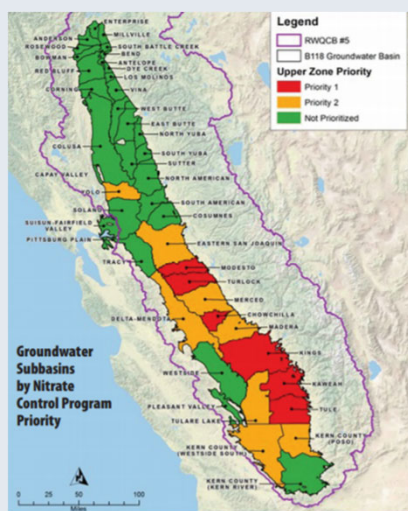 Legend
RWQCB #5
B118 Groundwater Basin
Upper Zone Priority
Priority 1
Priority 2
Not Prioritized
ENTERPRISE
ANDERSON
MILLVILLE
ROSEWOOD
SOUTH BATTLE CREEK
BOWMAN
BEND
ANTELOPE
RED BLUFF
DYE CREEK
LOS MOLINOS
CORNING
VINA
WEST BUTTE
EAST BUTTE
NORTH YUBA
COLUSA
SOUTH YUBA
SUTTER
CAPAY VALLEY
NORTH AMERICAN
YOLO
SOLANO
SOUTH AMERICAN
COSUMNES
SUISUN-FAIRFIELD
VALLEY
PITTSBURG PLAIN
EASTERN SAN JOAQUIN
TRACY
MODESTO
TURLOCK
MERCED
DELTA-MENDOTA
CHOWCHILLA
MADERA
Groundwater
Subbasins
by Nitrate
Control Program
Priority
WESTSIDE
KINGS
KAWEAH
PLEASANT VALLEY
TULE
TULARE LAKE
KERN COUNTY
(POSO)
KERN COUNTY
(WESTSIDE SOUTH)
KERN COUNTY
(KERN RIVER)
0 50 100
Miles